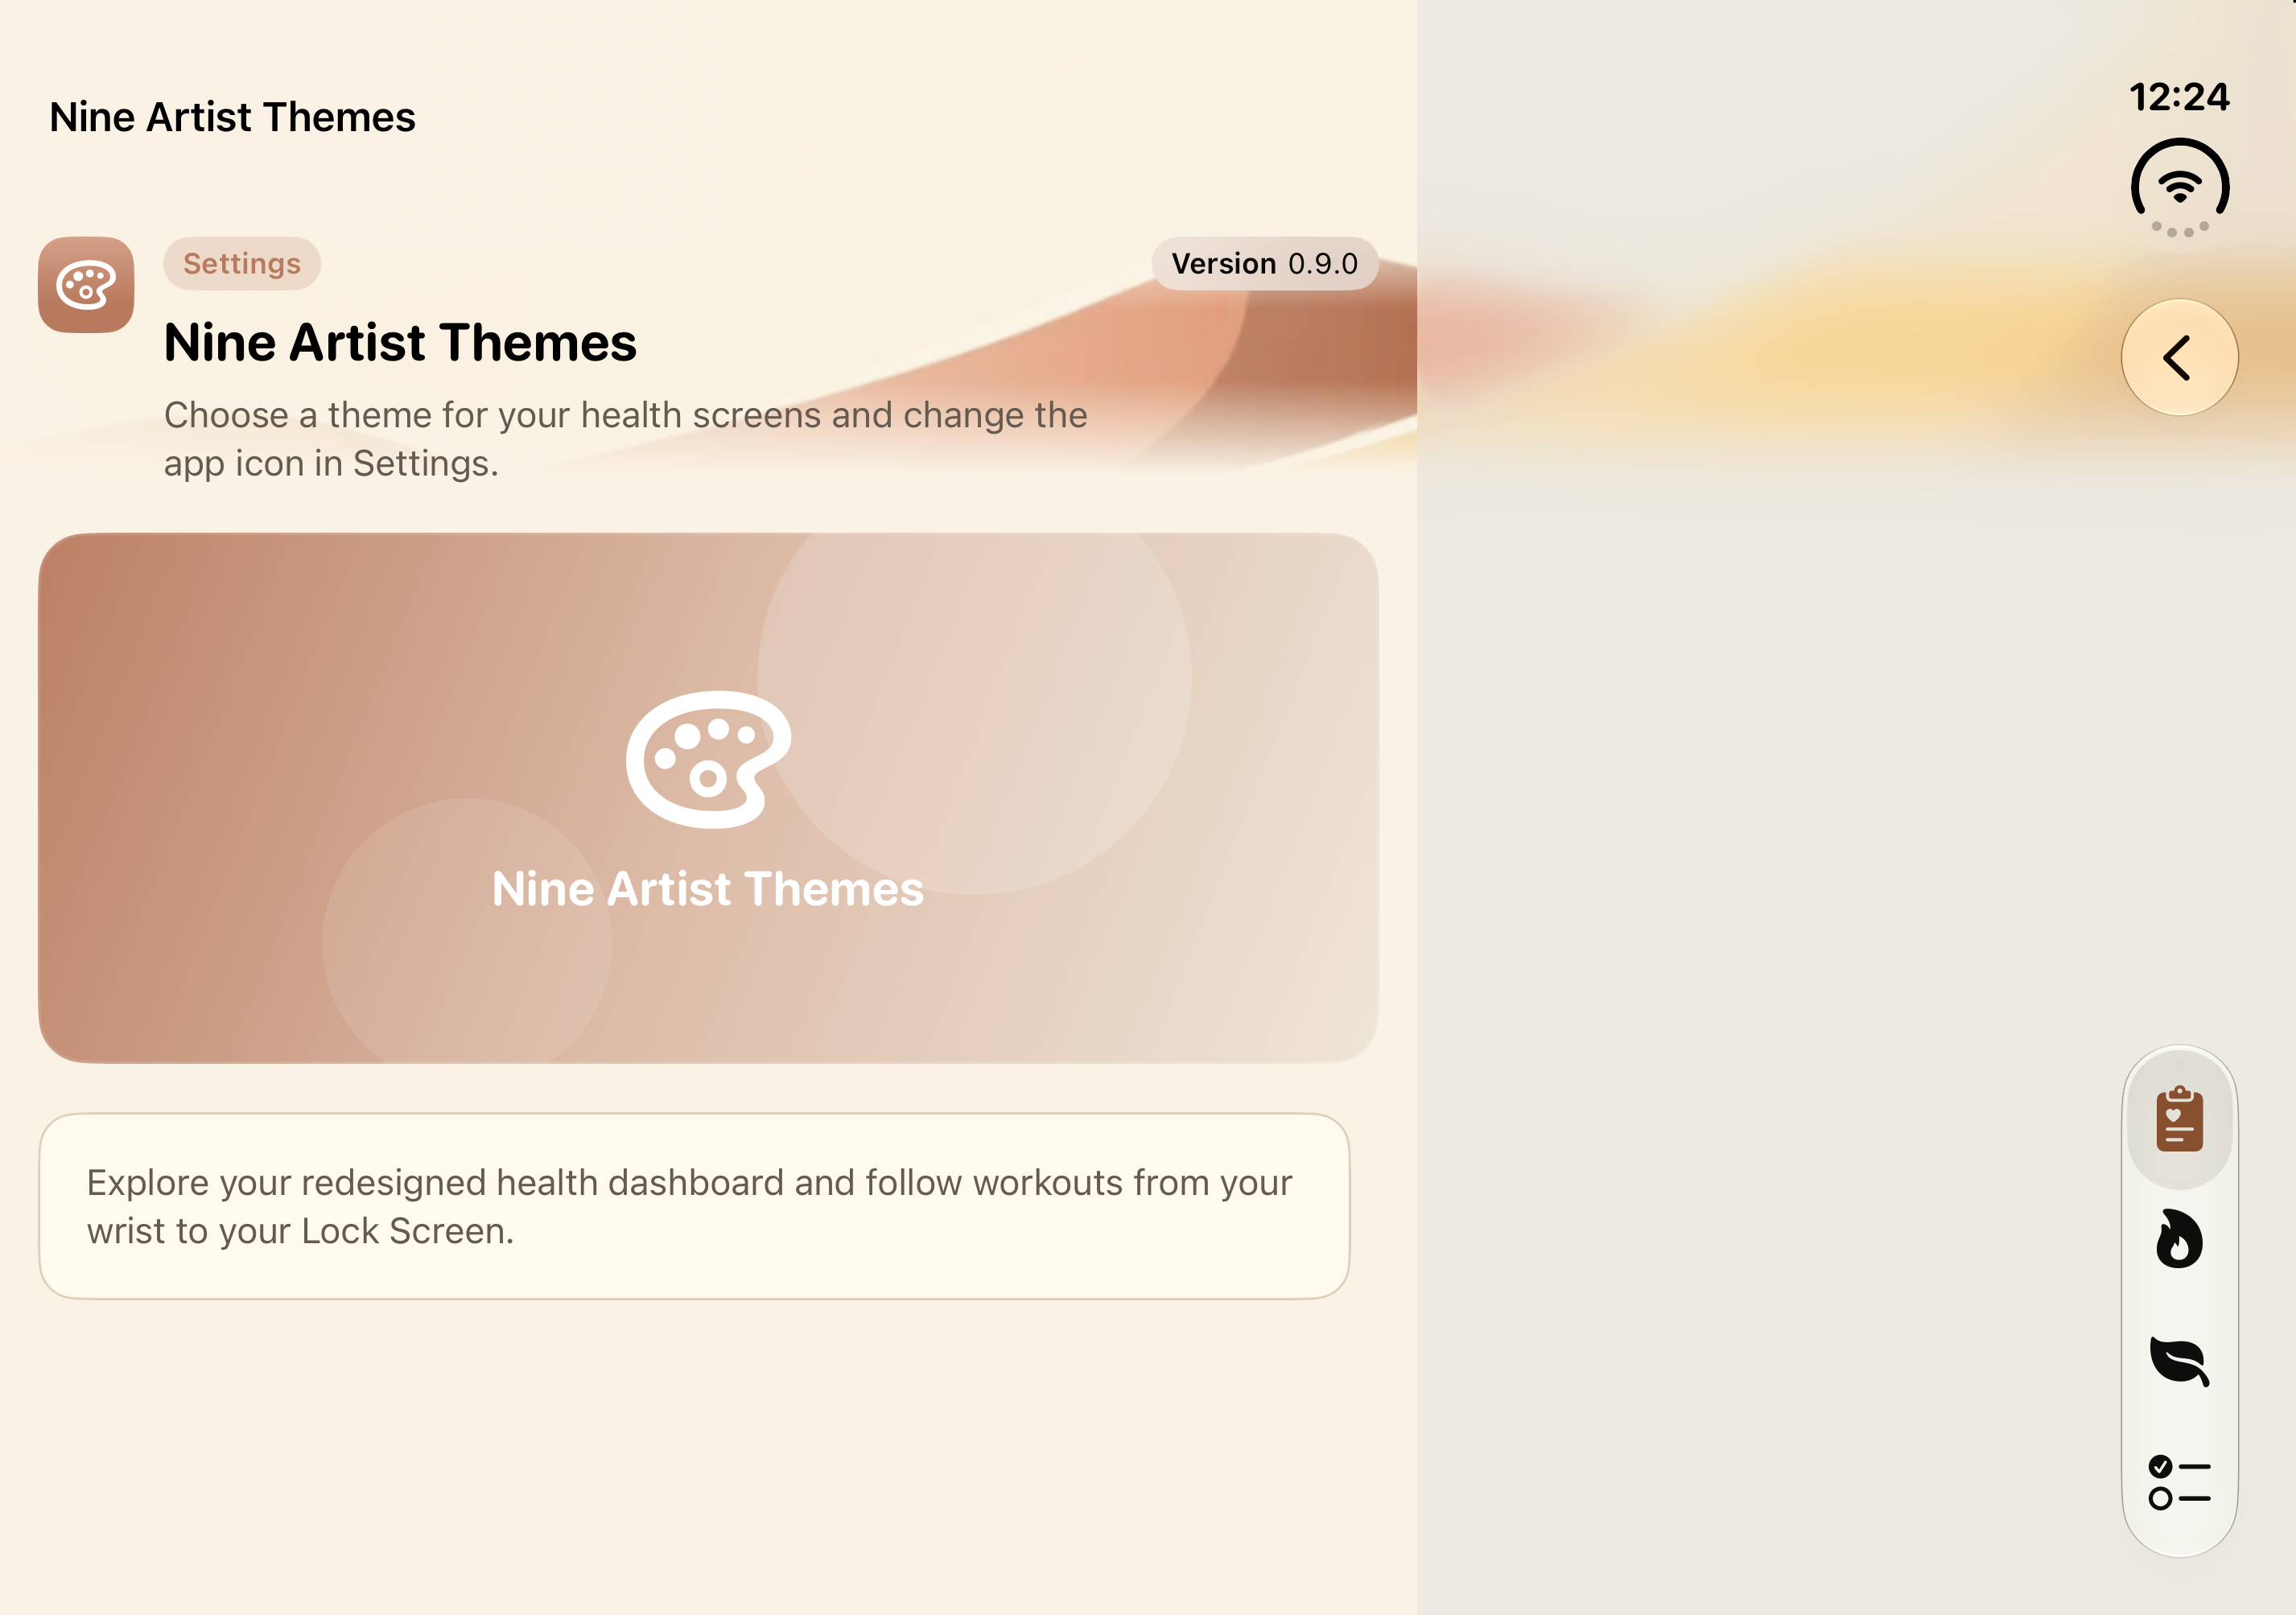 Nine Artist Themes
12:24
Settings
Version 0.9.0
Nine Artist Themes
Choose a theme for your health screens and change the
app icon in Settings.
Nine Artist Themes
Explore your redesigned health dashboard and follow workouts from your
wrist to your Lock Screen.